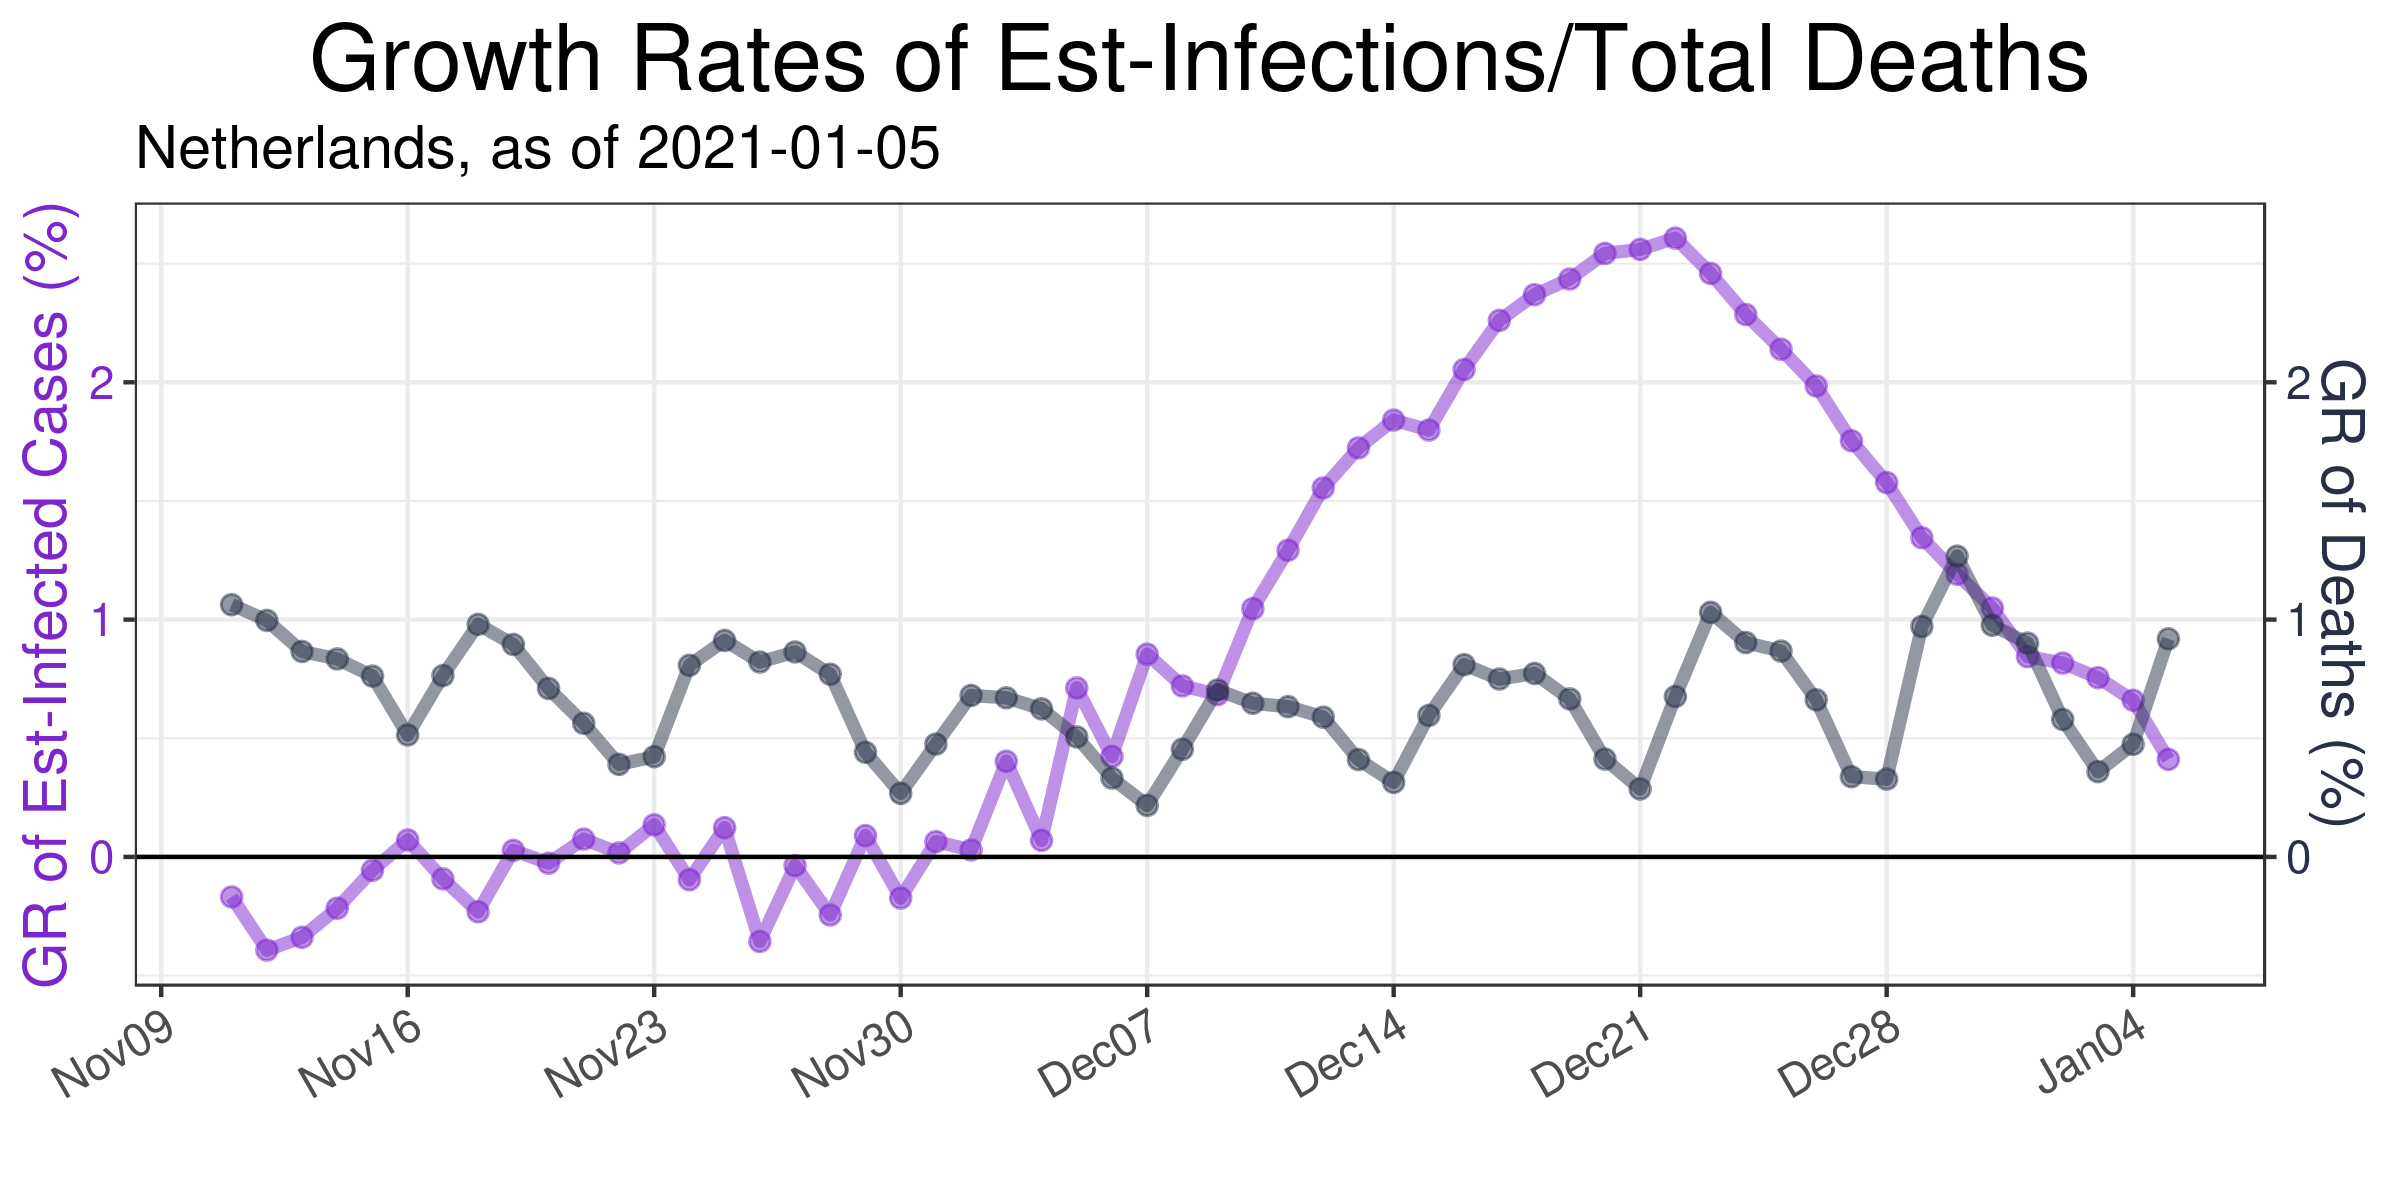 Growth Rates of Est-Infections/Total Deaths
Netherlands, as of 2021-01-05
GR of Est-Infected Cases (%)
2
1
0
2
1
0
GR of Deaths (%)
Nov09
Nov16
Nov23
Nov30
Dec07
Dec14
Dec21
Dec28
Jan04